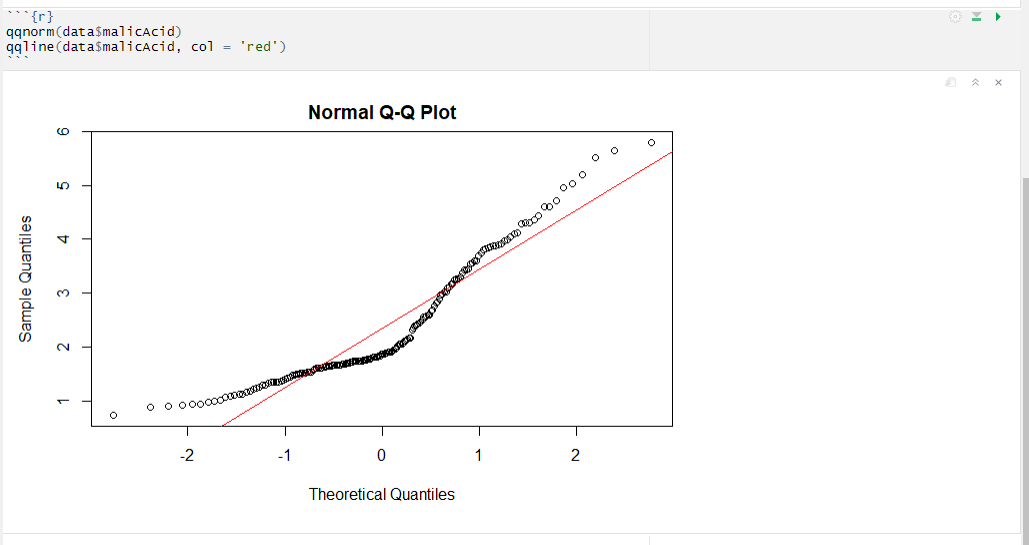 ```{r}
qqnorm(data$malicAcid)
qqline(data$malicAcid, col = 'red')
```
Normal Q-Q Plot
6
5
4
3
2
1
Sample Quantiles
-2 -1 0 1 2
Theoretical Quantiles